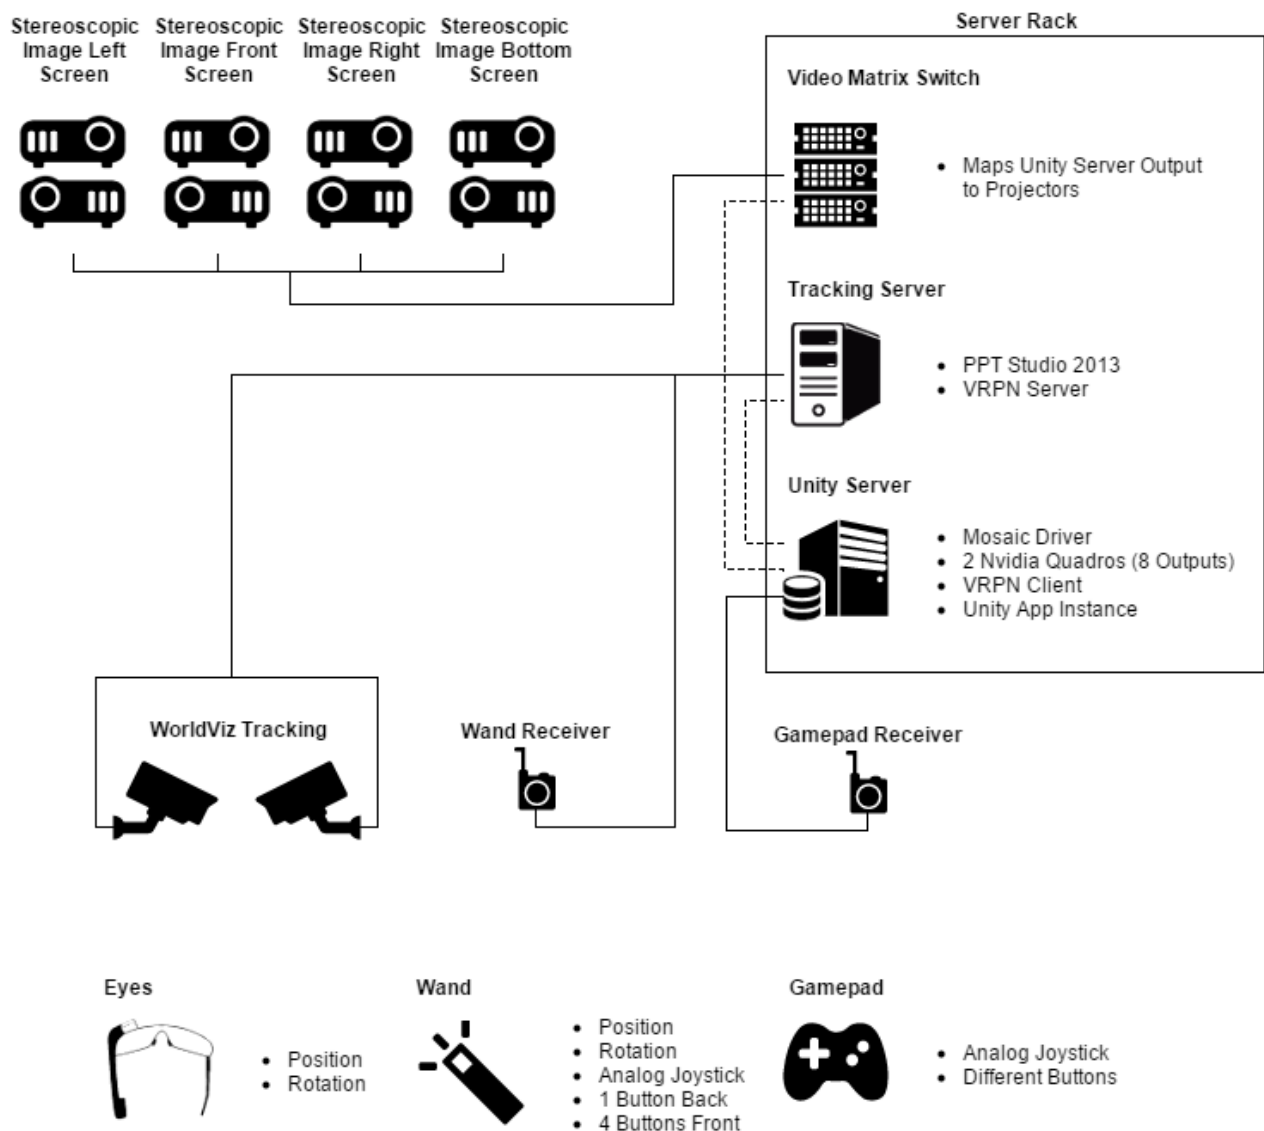 Stereoscopic
Image Left
Screen
Stereoscopic
Image Front
Screen
Stereoscopic
Image Right
Screen
Stereoscopic
Image Bottom
Screen
Server Rack
Video Matrix Switch
• Maps Unity Server Output
to Projectors
Tracking Server
• PPT Studio 2013
• VRPN Server
Unity Server
• Mosaic Driver
• 2 Nvidia Quadros (8 Outputs)
• VRPN Client
• Unity App Instance
WorldViz Tracking
Wand Receiver
Gamepad Receiver
Eyes
• Position
• Rotation
Wand
• Position
• Rotation
• Analog Joystick
• 1 Button Back
• 4 Buttons Front
Gamepad
• Analog Joystick
• Different Buttons